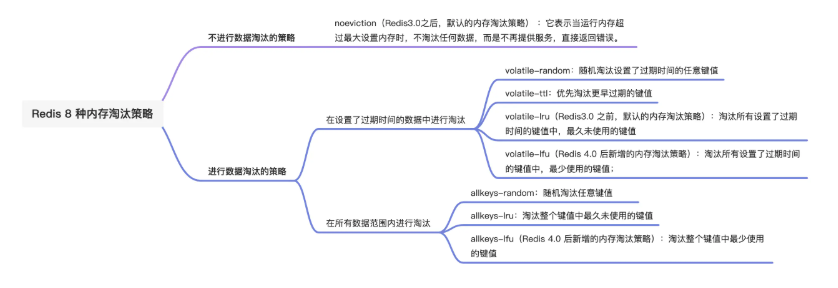 Redis 8 种内存淘汰策略
不进行数据淘汰的策略
noeviction（Redis3.0之后，默认的内存淘汰策略）：它表示当运行内存超
过最大设置内存时，不淘汰任何数据，而是不再提供服务，直接返回错误。
进行数据淘汰的策略
在设置了过期时间的数据中进行淘汰
volatile-random：随机淘汰设置了过期时间的任意键值
volatile-ttl：优先淘汰更早过期的键值
volatile-lru（Redis3.0 之前，默认的内存淘汰策略）：淘汰所有设置了过期
时间的键值中，最久未使用的键值
volatile-lfu（Redis 4.0 后新增的内存淘汰策略）：淘汰所有设置了过期时间
的键值中，最少使用的键值；
在所有数据范围内进行淘汰
allkeys-random：随机淘汰任意键值
allkeys-lru：淘汰整个键值中最久未使用的键值
allkeys-lfu（Redis 4.0 后新增的内存淘汰策略）：淘汰整个键值中最少使用
的键值